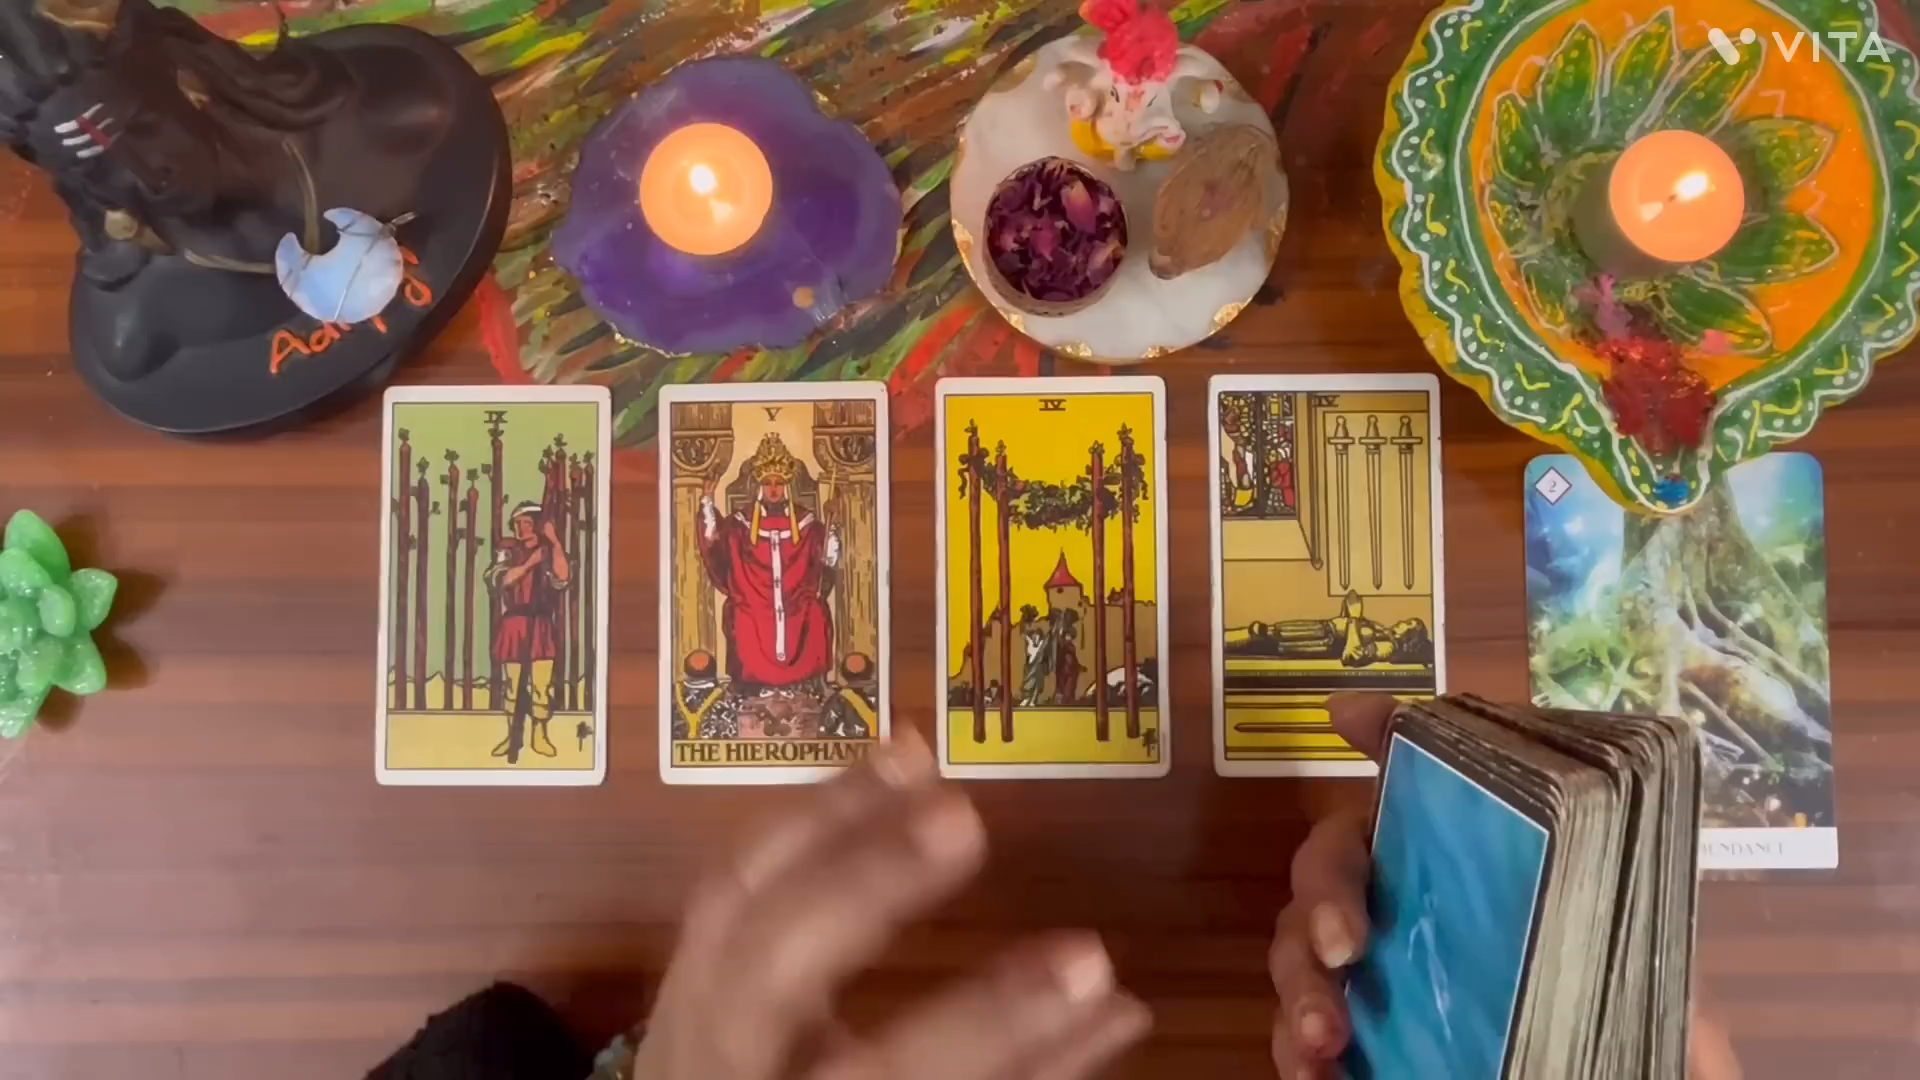 VITA
IX
V
THE HIEROPHANT
IV
IV
2